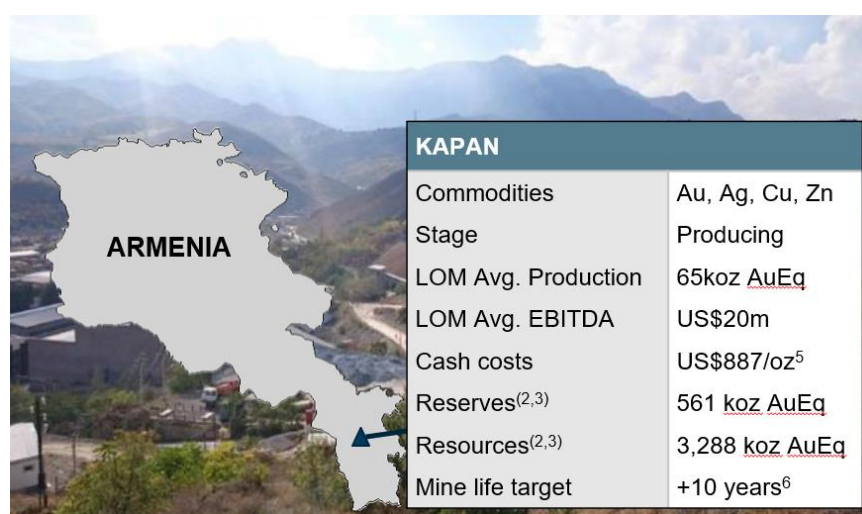 ARMENIA
KAPAN
Commodities Au, Ag, Cu, Zn
Stage Producing
LOM Avg. Production 65koz AuEq
LOM Avg. EBITDA US$20m
Cash costs US$887/oz⁵
Reserves⁽²,³⁾ 561 koz AuEq
Resources⁽²,³⁾ 3,288 koz AuEq
Mine life target +10 years⁶